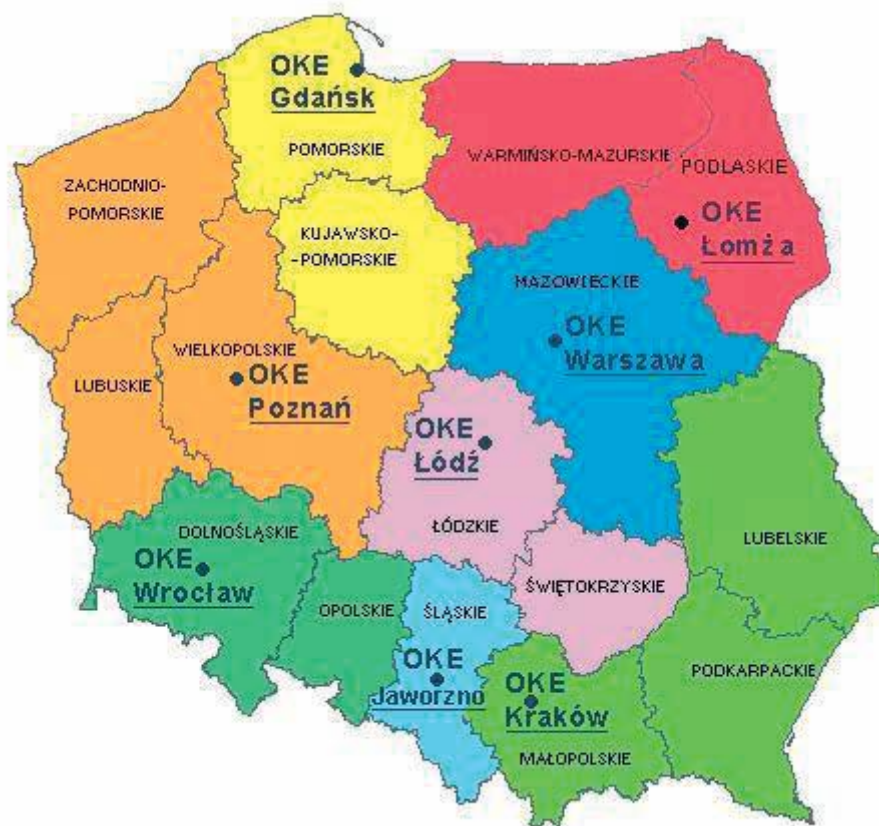 OKE
Gdańsk
POMORSKIE
WARMIŃSKO-MAZURSKIE
PODLASKIE
ZACHODNIO-
POMORSKIE
OKE
Łomża
KUJAWSKO-
-POMORSKIE
MAZOWIECKIE
OKE
Warszawa
WIELKOPOLSKIE
LUBUSKIE
OKE
Poznań
OKE
Łódź
ŁÓDZKIE
DOLNOŚLĄSKIE
LUBELSKIE
OKE
Wrocław
OPOLSKIE
ŚLĄSKIE
ŚWIĘTOKRZYSKIE
OKE
Jaworzno
OKE
Kraków
PODKARPACKIE
MAŁOPOLSKIE